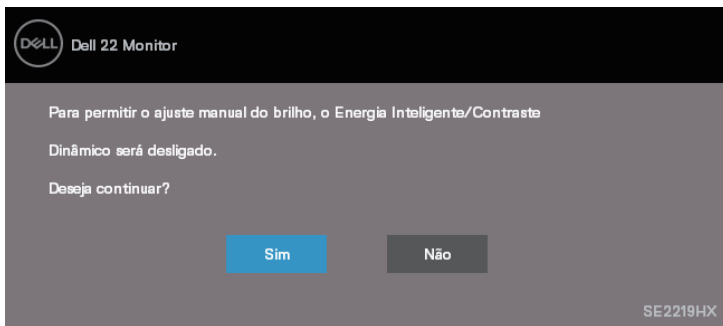 DELL
Dell 22 Monitor
Para permitir o ajuste manual do brilho, o Energia Inteligente/Contraste
Dinâmico será desligado.
Deseja continuar?
Sim
Não
SE2219HX